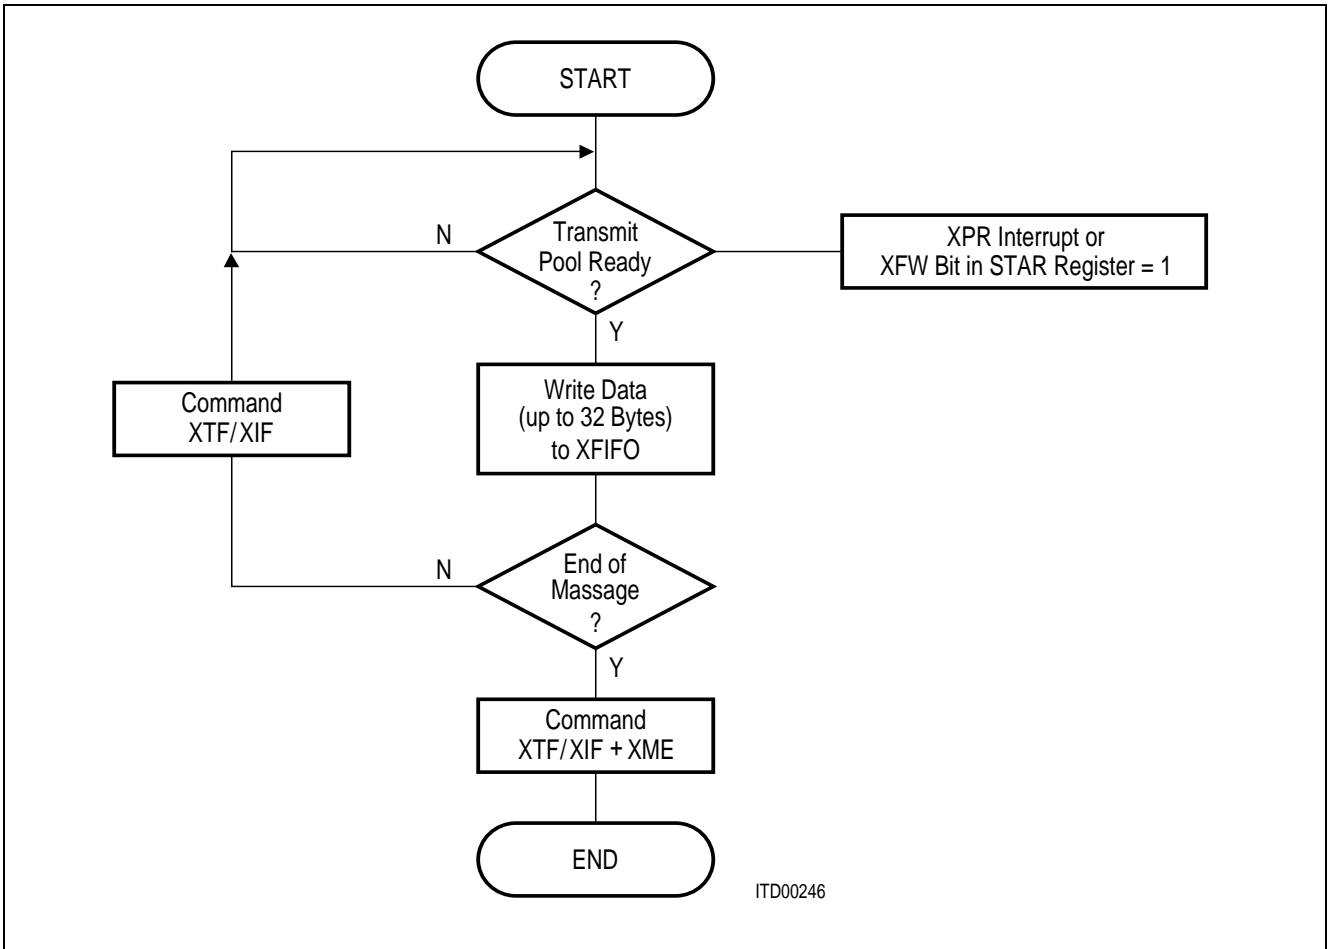 START
N
Transmit
Pool Ready
?
XPR Interrupt or
XFW Bit in STAR Register = 1
Y
Command
XTF/XIF
Write Data
(up to 32 Bytes)
to XFIFO
N
End of
Massage
?
Y
Command
XTF/XIF + XME
END
ITD00246